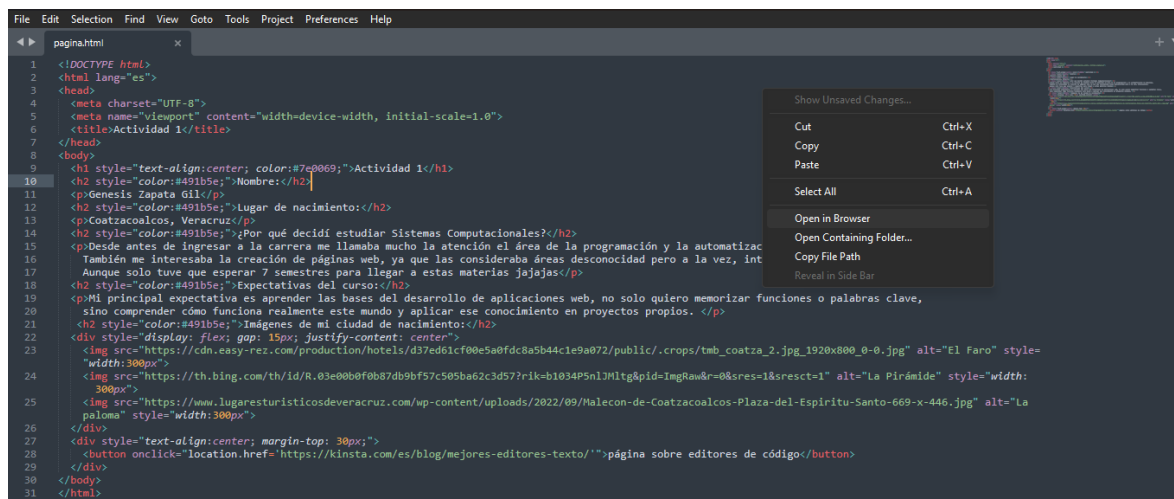 File Edit Selection Find View Goto Tools Project Preferences Help
pagina.html ×
1 <!DOCTYPE html>
2 <html lang="es">
3 <head>
4 <meta charset="UTF-8">
5 <meta name="viewport" content="width=device-width, initial-scale=1.0">
6 <title>Actividad 1</title>
7 </head>
8 <body>
9 <h1 style="text-align:center; color:#7e0069;">Actividad 1</h1>
10 <h2 style="color:#491b5e;">Nombre:</h2>
11 <p>Genesis Zapata Gil</p>
12 <h2 style="color:#491b5e;">Lugar de nacimiento:</h2>
13 <p>Coatzacoalcos, Veracruz</p>
14 <h2 style="color:#491b5e;">¿Por qué decidí estudiar Sistemas Computacionales?</h2>
15 <p>Desde antes de ingresar a la carrera me llamaba mucho la atención el área de la programación y la automatizac
16 También me interesaba la creación de páginas web, ya que las consideraba áreas desconocidad pero a la vez, int
17 Aunque solo tuve que esperar 7 semestres para llegar a estas materias jajajas</p>
18 <h2 style="color:#491b5e;">Expectativas del curso:</h2>
19 <p>Mi principal expectativa es aprender las bases del desarrollo de aplicaciones web, no solo quiero memorizar funciones o palabras clave,
20 sino comprender cómo funciona realmente este mundo y aplicar ese conocimiento en proyectos propios. </p>
21 <h2 style="color:#491b5e;">Imágenes de mi ciudad de nacimiento:</h2>
22 <div style="display: flex; gap: 15px; justify-content: center">
23 <img src="https://cdn.easy-rez.com/production/hotels/d37ed61cf00e5a0fdc8a5b44c1e9a072/public/.crops/tmb_coatza_2.jpg_1920x800_0-0.jpg" alt="El Faro" style=
"width:300px">
24 <img src="https://th.bing.com/th/id/R.03e00b0f0b87db9bf57c505ba62c3d57?rik=b1034P5nlJMltg&pid=ImgRaw&r=0&sres=1&sresct=1" alt="La Pirámide" style="width:
300px">
25 <img src="https://www.lugaresturisticosdeveracruz.com/wp-content/uploads/2022/09/Malecon-de-Coatzacoalcos-Plaza-del-Espiritu-Santo-669-x-446.jpg" alt="La
paloma" style="width:300px">
26 </div>
27 <div style="text-align:center; margin-top: 30px;">
28 <button onclick="location.href='https://kinsta.com/es/blog/mejores-editores-texto/'">página sobre editores de código</button>
29 </div>
30 </body>
31 </html>
Show Unsaved Changes...
Cut Ctrl+X
Copy Ctrl+C
Paste Ctrl+V
Select All Ctrl+A
Open in Browser
Open Containing Folder...
Copy File Path
Reveal in Side Bar